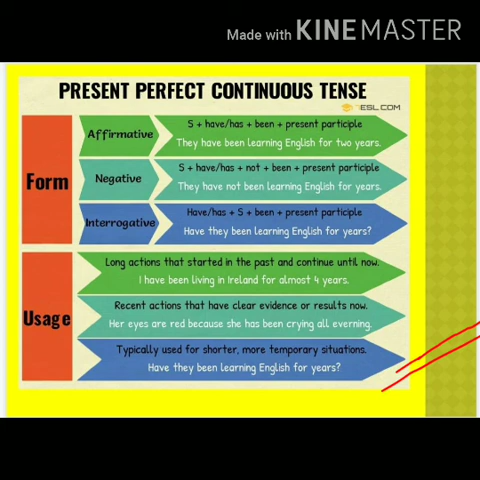 Made with KINEMASTER
PRESENT PERFECT CONTINUOUS TENSE
7ESL.COM
Form
Affirmative
S + have/has + been + present participle
They have been learning English for two years.
Negative
S + have/has + not + been + present participle
They have not been learning English for years.
Interrogative
Have/has + S + been + present participle
Have they been learning English for years?
Usage
Long actions that started in the past and continue until now.
I have been living in Ireland for almost 4 years.
Recent actions that have clear evidence or results now.
Her eyes are red because she has been crying all everning.
Typically used for shorter, more temporary situations.
Have they been learning English for years?